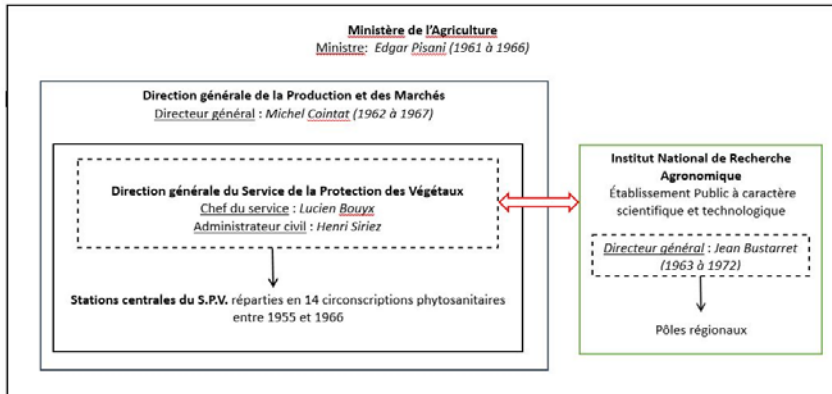 Ministère de l'Agriculture
Ministre: Edgar Pisani (1961 à 1966)
Direction générale de la Production et des Marchés
Directeur général : Michel Cointat (1962 à 1967)
Direction générale du Service de la Protection des Végétaux
Chef du service : Lucien Bouyx
Administrateur civil : Henri Siriez
Stations centrales du S.P.V. réparties en 14 circonscriptions phytosanitaires
entre 1955 et 1966
Institut National de Recherche
Agronomique
Établissement Public à caractère
scientifique et technologique
Directeur général : Jean Bustarret
(1963 à 1972)
Pôles régionaux